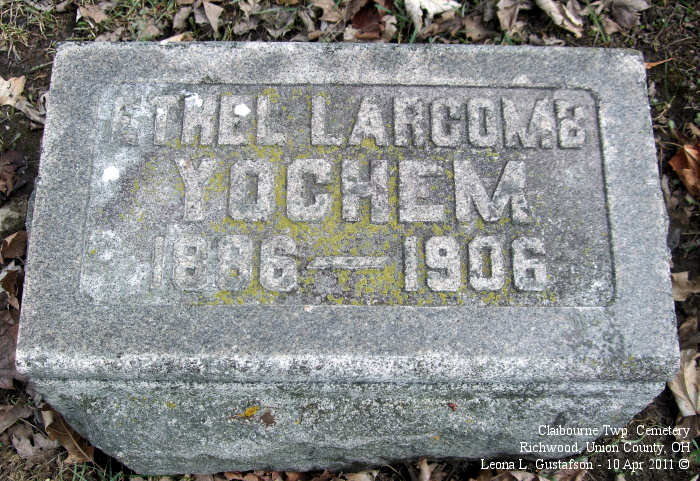 ETHEL LARCOMB
YOCHEM
1886-1906
Claibourne Twp. Cemetery
Richwood, Union County, OH
Leona L. Gustafson - 10 Apr 2011 ©